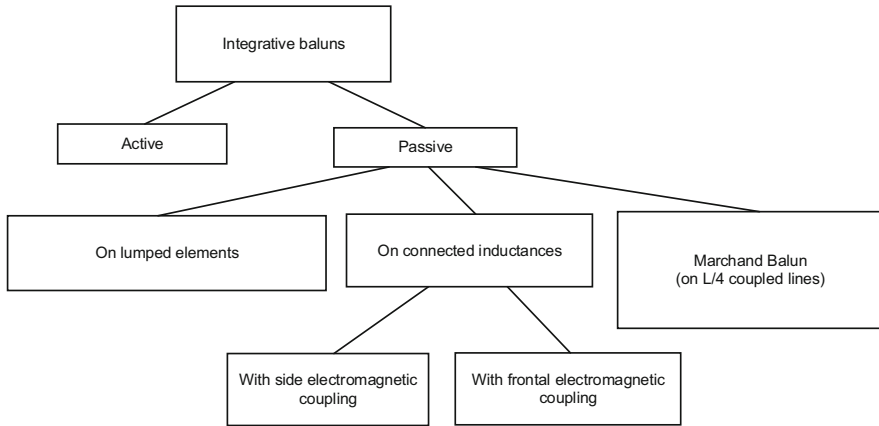 Integrative baluns
Active
Passive
On lumped elements
On connected inductances
Marchand Balun
(on L/4 coupled lines)
With side electromagnetic
coupling
With frontal electromagnetic
coupling